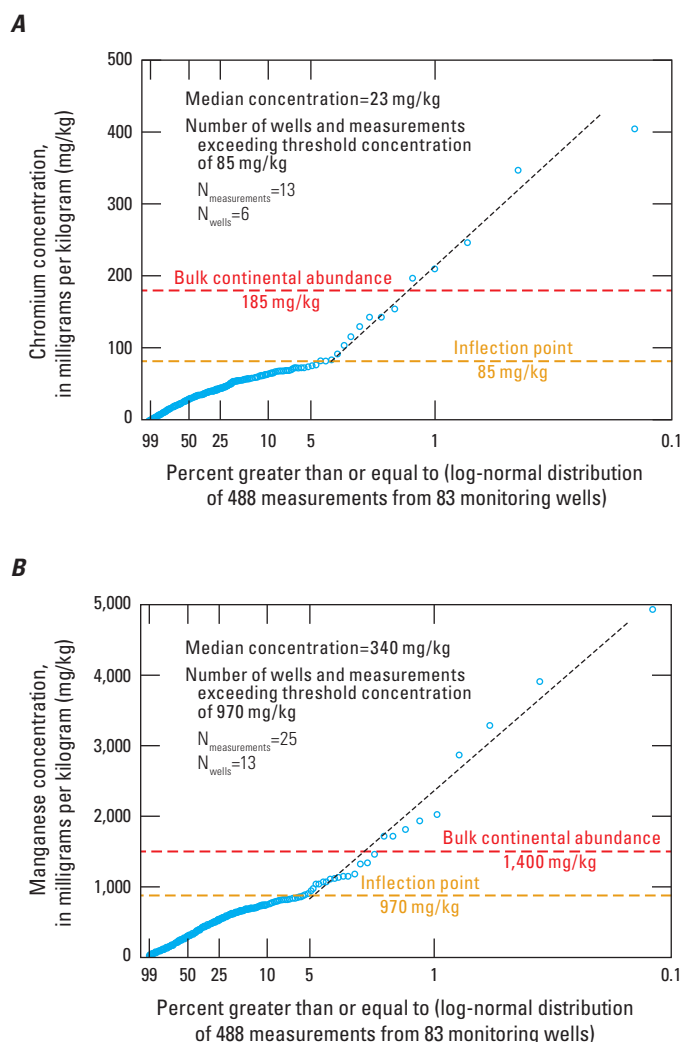 A
Chromium concentration,
in milligrams per kilogram (mg/kg)
500
400
300
200
100
0
Median concentration=23 mg/kg
Number of wells and measurements
exceeding threshold concentration
of 85 mg/kg
Nmeasurements=13
Nwells=6
Bulk continental abundance
185 mg/kg
Inflection point
85 mg/kg
99 50 25 10 5 1 0.1
Percent greater than or equal to (log-normal distribution
of 488 measurements from 83 monitoring wells)
B
Manganese concentration,
in milligrams per kilogram (mg/kg)
5,000
4,000
3,000
2,000
1,000
0
Median concentration=340 mg/kg
Number of wells and measurements
exceeding threshold concentration
of 970 mg/kg
Nmeasurements=25
Nwells=13
Bulk continental abundance
1,400 mg/kg
Inflection point
970 mg/kg
99 50 25 10 5 1 0.1
Percent greater than or equal to (log-normal distribution
of 488 measurements from 83 monitoring wells)